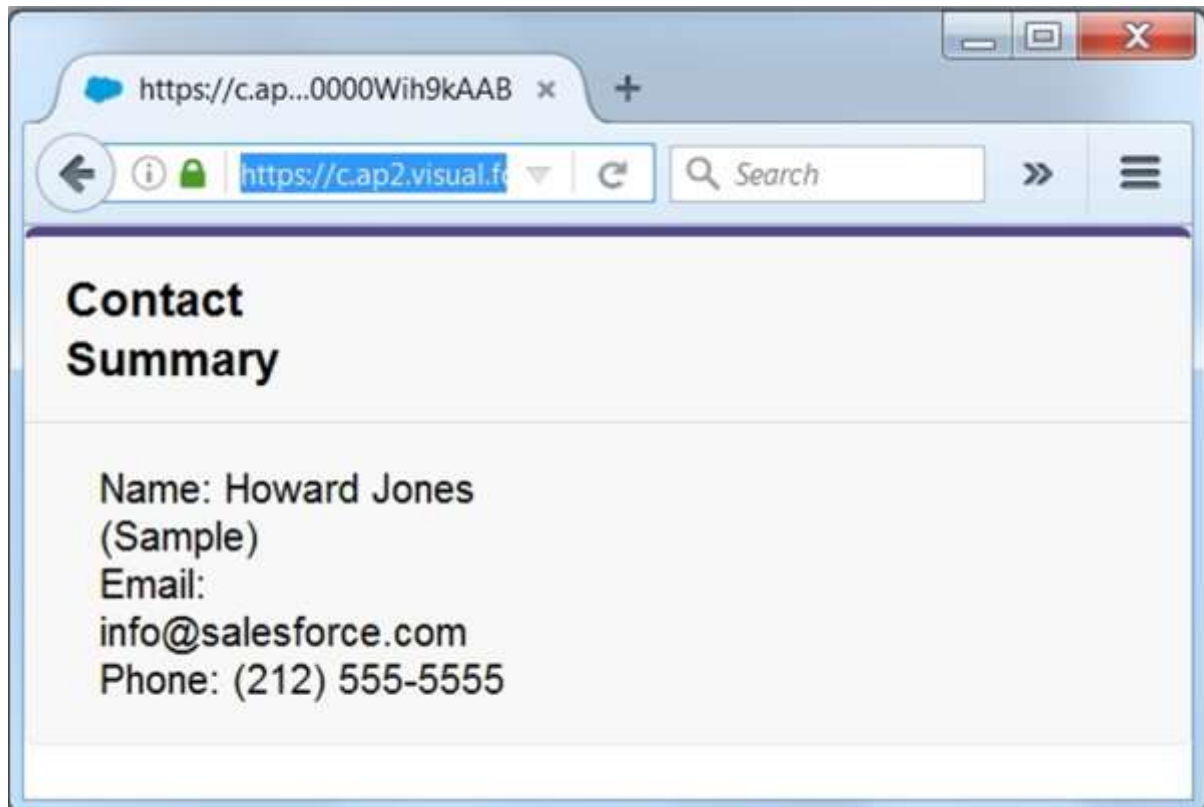 https://c.ap...0000Wih9kAAB
https://c.ap2.visual.fo
Search
Contact
Summary
Name: Howard Jones
(Sample)
Email:
info@salesforce.com
Phone: (212) 555-5555